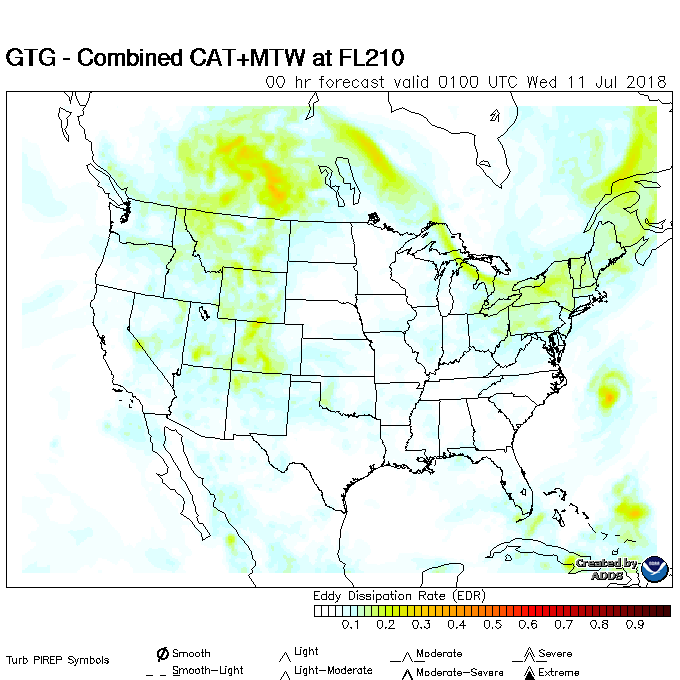 GTG - Combined CAT+MTW at FL210
00 hr forecast valid 0100 UTC Wed 11 Jul 2018
Created by
ADDS
Eddy Dissipation Rate (EDR)
0.1 0.2 0.3 0.4 0.5 0.6 0.7 0.8 0.9
Turb PIREP Symbols
Smooth Light Moderate Severe
Smooth-Light Light-Moderate Moderate-Severe Extreme